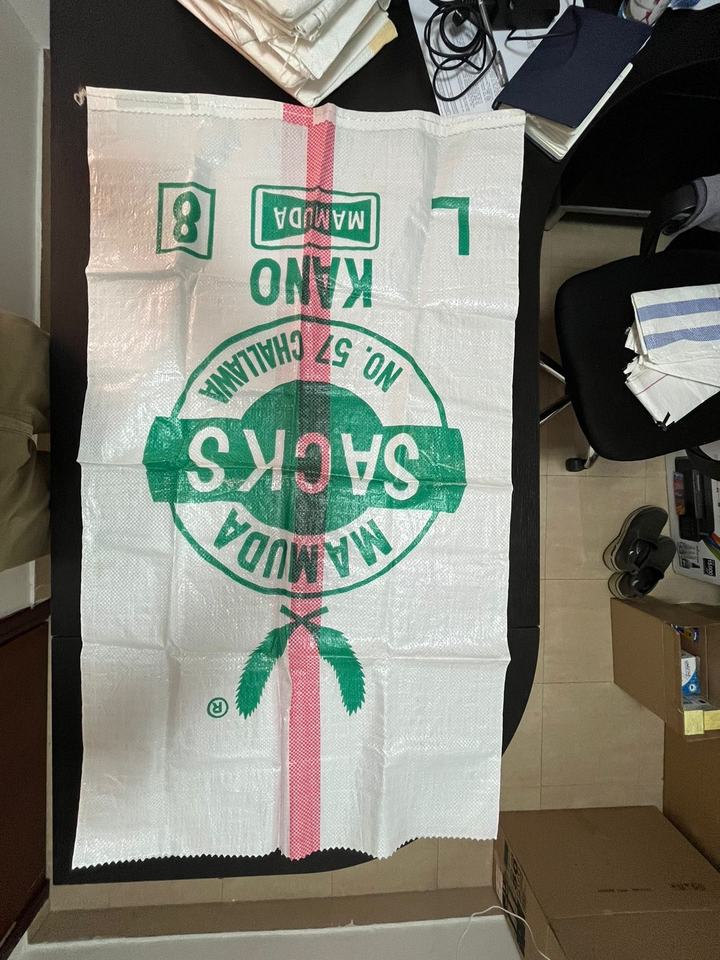 ®
MAMUDA
SACKS
NO. 57 CHALLAWA
KANO
L MAMUDA 8